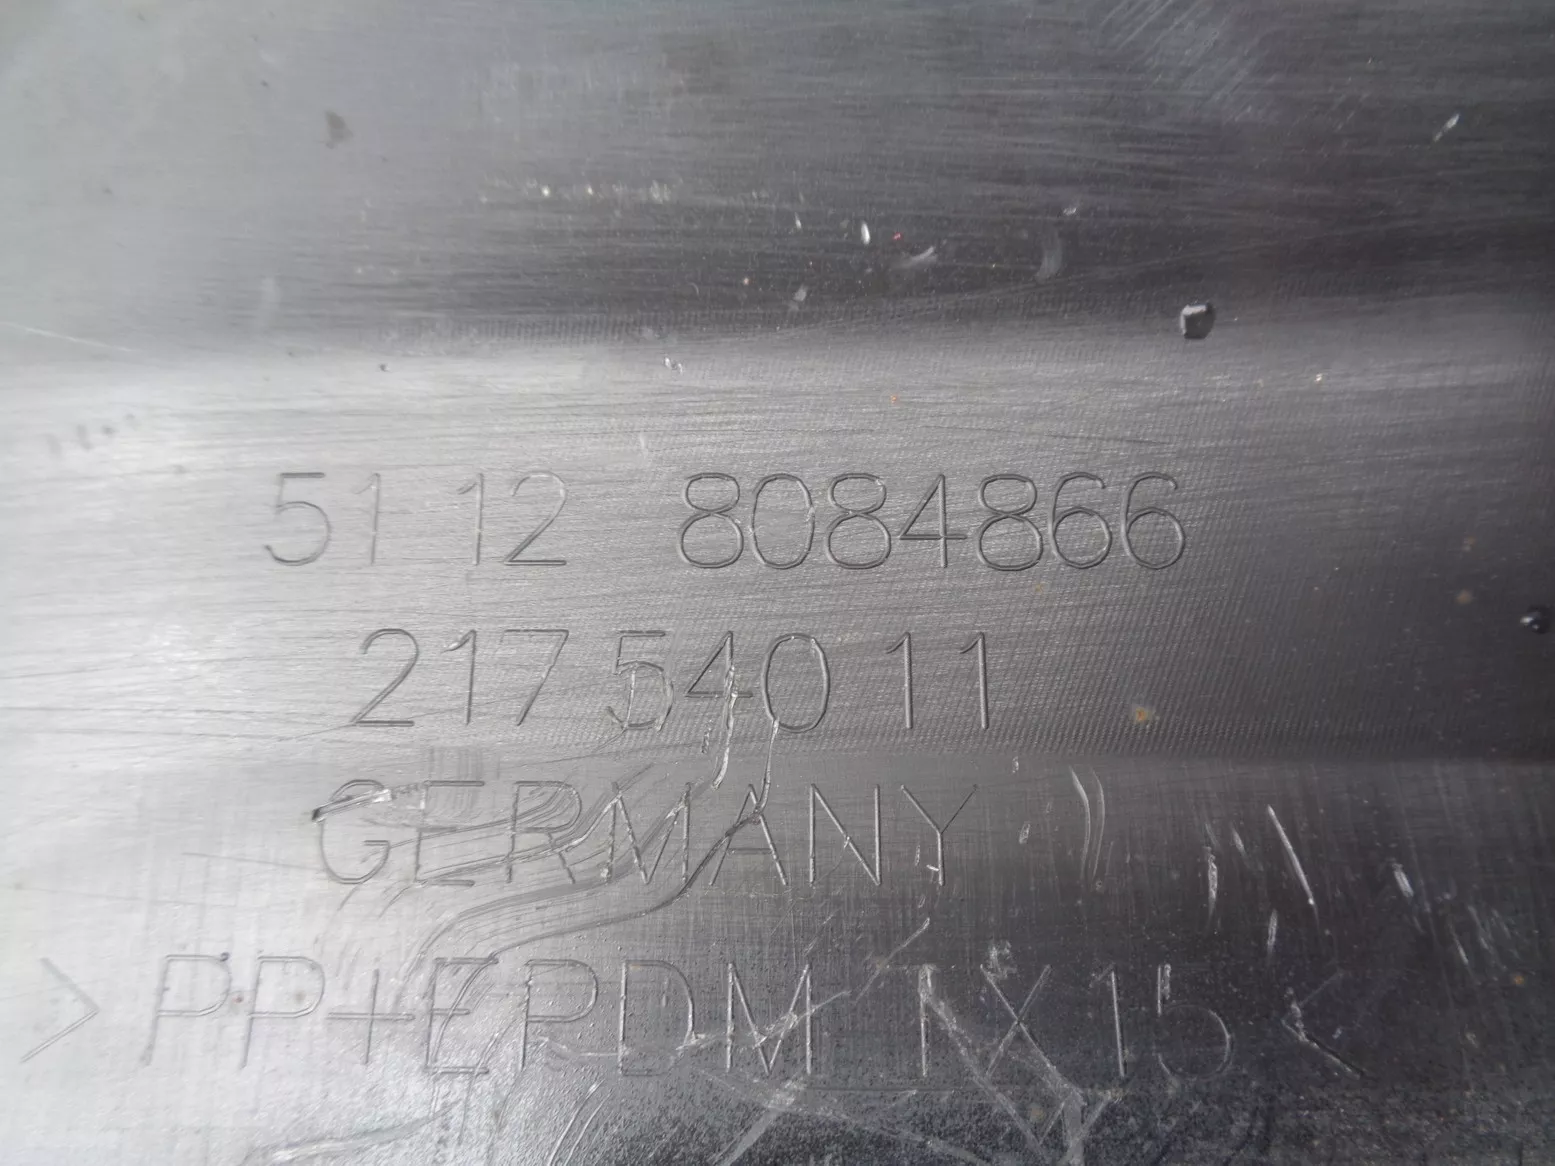 51 12 8084866
217 540 11
GERMANY
>PP+EPDM TX15<